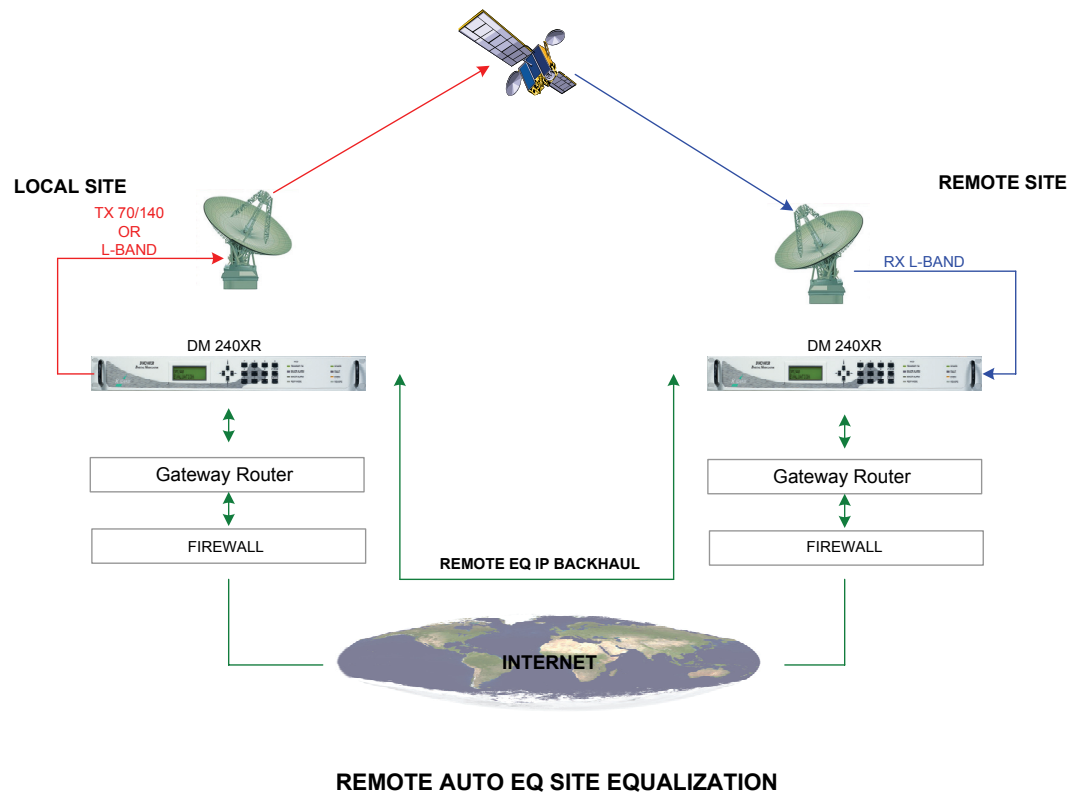 LOCAL SITE
REMOTE SITE
TX 70/140
OR
L-BAND
RX L-BAND
DM 240XR
DM 240XR
Gateway Router
Gateway Router
FIREWALL
FIREWALL
REMOTE EQ IP BACKHAUL
INTERNET
REMOTE AUTO EQ SITE EQUALIZATION